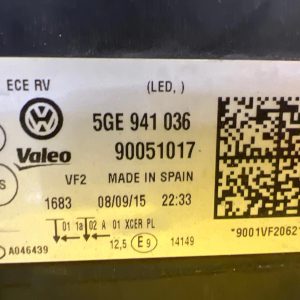 ECE RV (LED, )
5GE 941 036
Valeo 90051017
S
VF2 MADE IN SPAIN
1683 08/09/15 22:33
01 1a 02 A 01 XCER PL
12,5 E9 14149
A046439
*9001VF20621